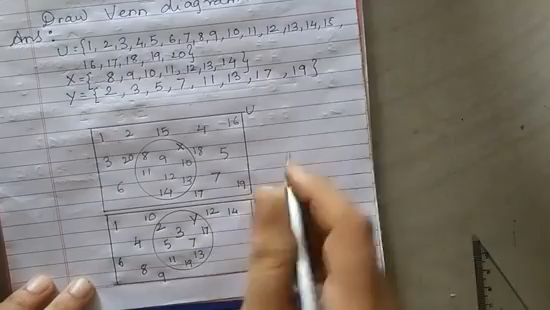 Draw Venn diagram
Ans:
U = {1, 2, 3, 4, 5, 6, 7, 8, 9, 10, 11, 12, 13, 14, 15,
16, 17, 18, 19, 20}
X = { 8, 9, 10, 11, 12, 13, 14}
Y = { 2, 3, 5, 7, 11, 13, 17, 19}
U
1 2 15 4 16
3 20 8 9 X 18 5
11 10
6 12 13 7
14 17 19
1 10 2 Y 12 14
4 5 3 7 17
6 8 11 19 13
9